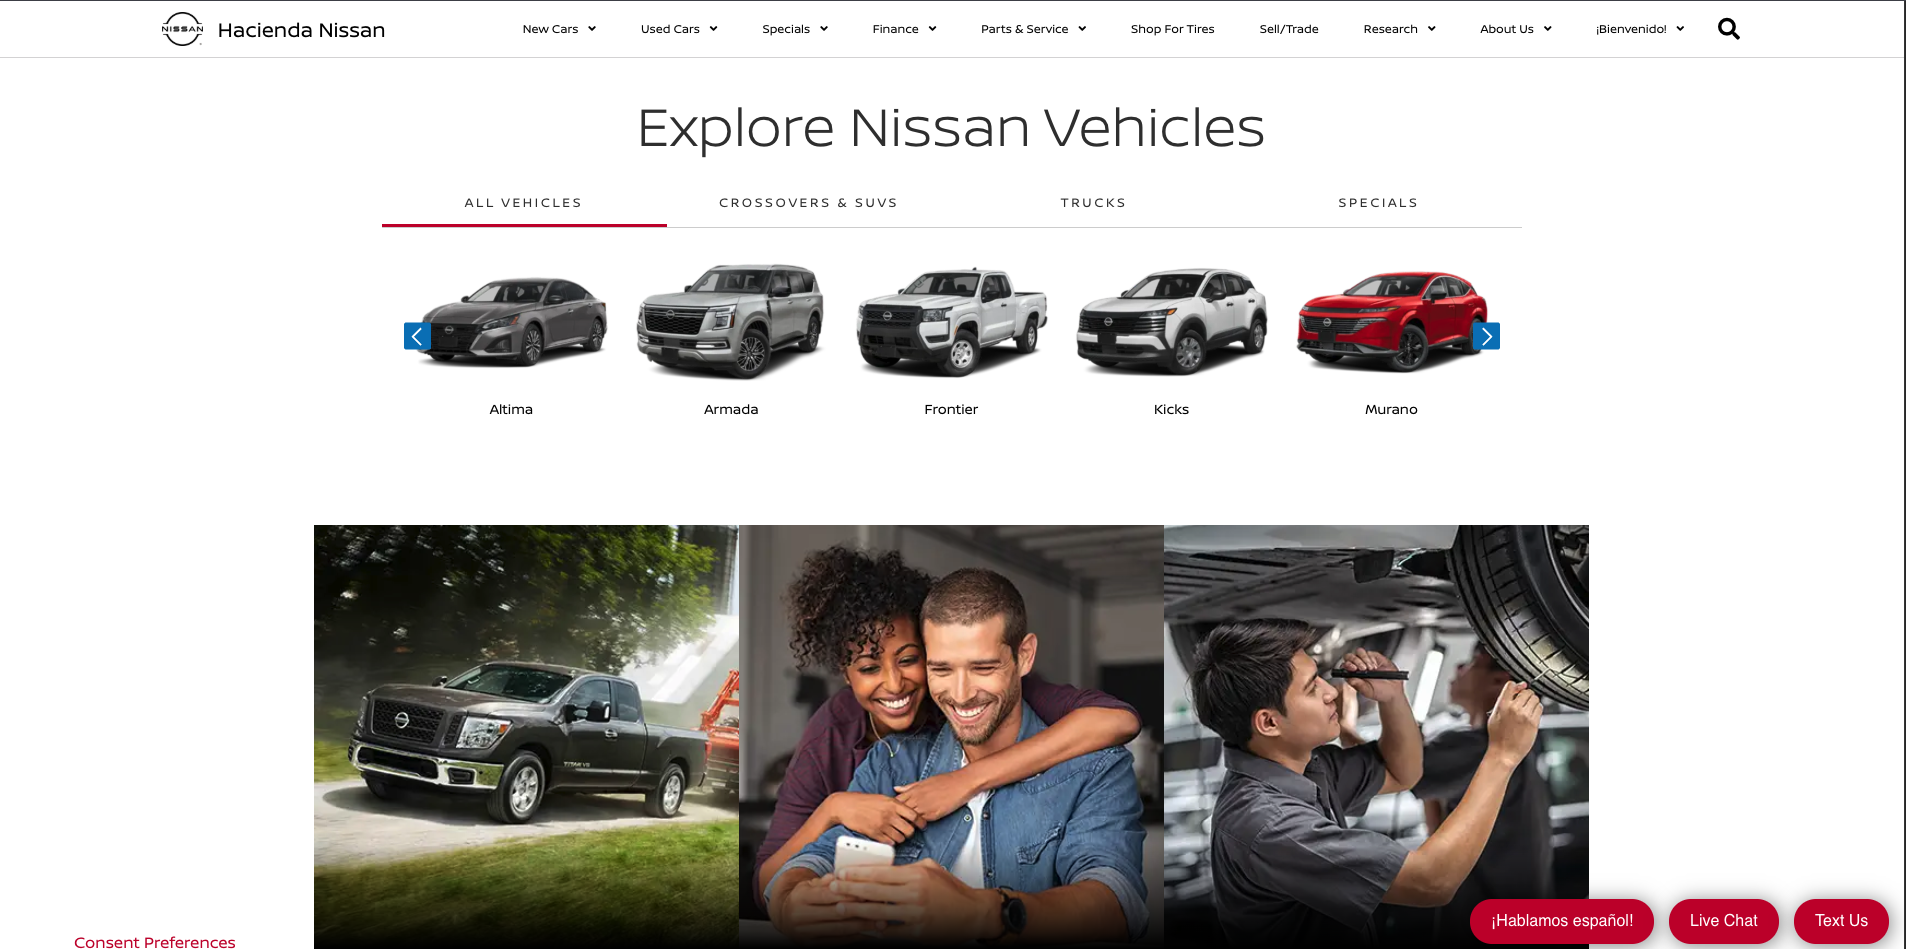 NISSAN Hacienda Nissan New Cars Used Cars Specials Finance Parts & Service Shop For Tires Sell/Trade Research About Us ¡Bienvenido!
Explore Nissan Vehicles
ALL VEHICLES CROSSOVERS & SUVS TRUCKS SPECIALS
Altima Armada Frontier Kicks Murano
TITAN V8
¡Hablamos español! Live Chat Text Us
Consent Preferences